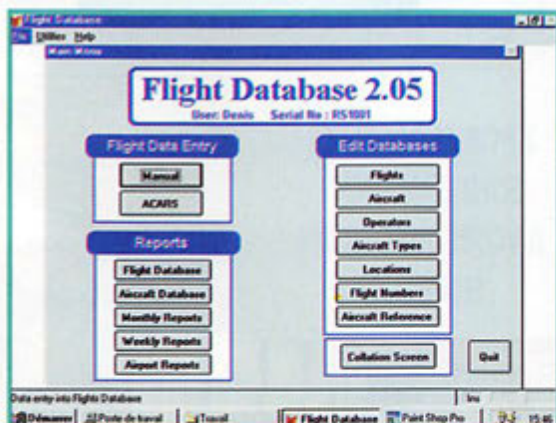 Flight Database
File Utilities Help
Main Menu
Flight Database 2.05
User: Denis Serial No : RS1001
Flight Data Entry
Manual
ACARS
Reports
Flight Database
Aircraft Database
Monthly Reports
Weekly Reports
Airport Reports
Edit Databases
Flights
Aircraft
Operators
Aircraft Types
Locations
Flight Numbers
Aircraft Reference
Collation Screen
Quit
Data entry into Flights Database
Ins
Démarrer Poste de travail Travail Flight Database Paint Shop Pro 15:46